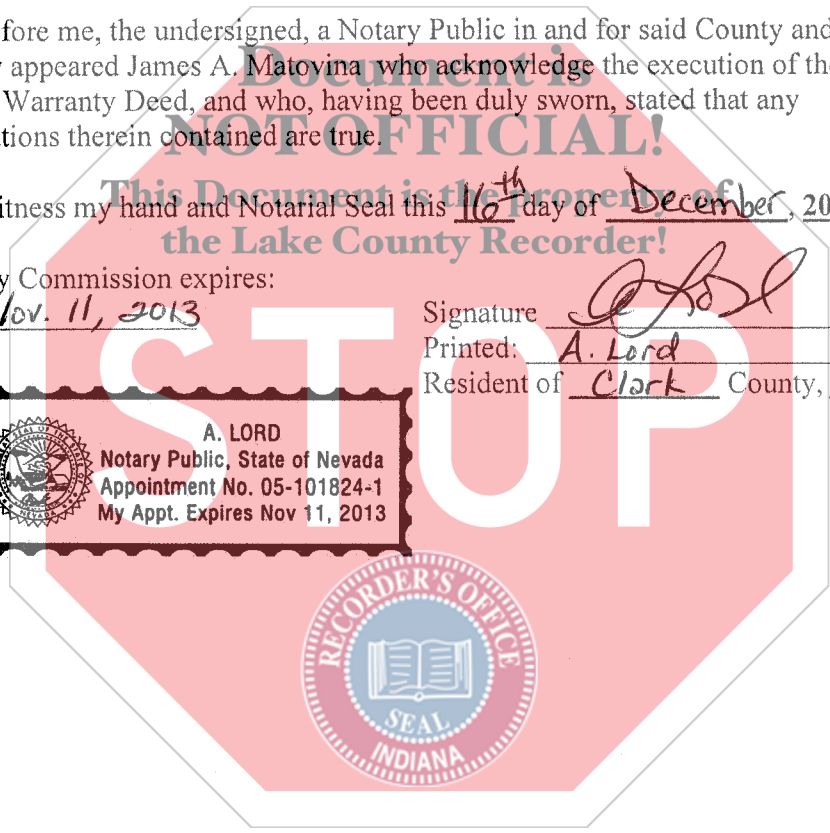 fore me, the undersigned, a Notary Public in and for said County and
y appeared James A. Matovina who acknowledge the execution of the
Warranty Deed, and who, having been duly sworn, stated that any
tions therein contained are true.
Document is
NOT OFFICIAL!
This Document is the property of
the Lake County Recorder!
itness my hand and Notarial Seal this 16th day of December, 20
y Commission expires:
Nov. 11, 2013
Signature
Printed: A. Lord
Resident of Clark County,
STOP
A. LORD
Notary Public, State of Nevada
Appointment No. 05-101824-1
My Appt. Expires Nov 11, 2013
RECORDER'S OFFICE
SEAL
INDIANA